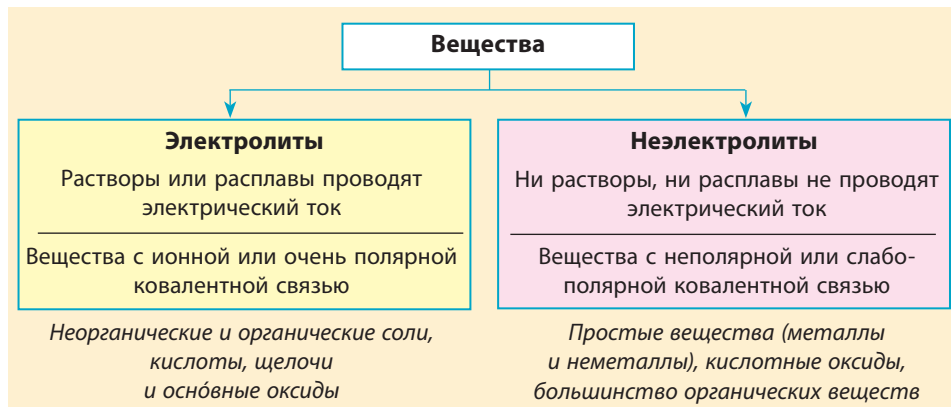 Вещества
Электролиты
Растворы или расплавы проводят
электрический ток
Вещества с ионной или очень полярной
ковалентной связью
Неорганические и органические соли,
кислоты, щелочи
и осно́вные оксиды
Неэлектролиты
Ни растворы, ни расплавы не проводят
электрический ток
Вещества с неполярной или слабо-
полярной ковалентной связью
Простые вещества (металлы
и неметаллы), кислотные оксиды,
большинство органических веществ